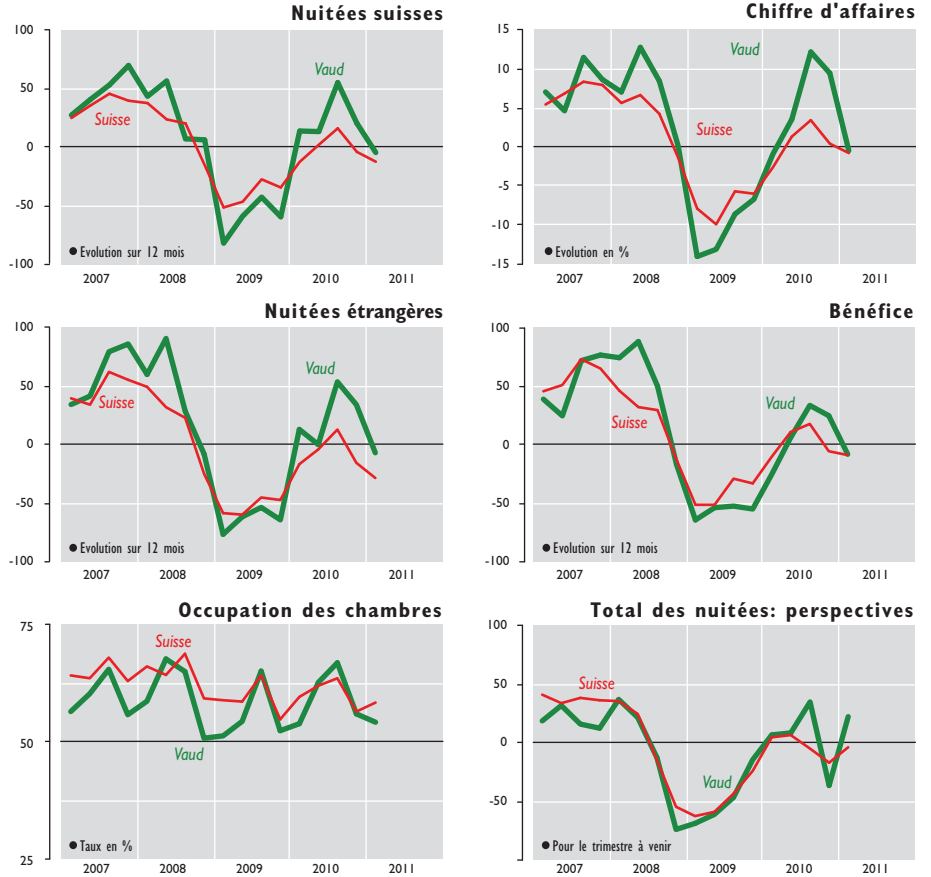 Nuitées suisses
100
50
0
-50
-100
Vaud
Suisse
● Evolution sur 12 mois
2007 2008 2009 2010 2011
Chiffre d'affaires
15
10
5
0
-5
-10
-15
Vaud
Suisse
● Evolution en %
2007 2008 2009 2010 2011
Nuitées étrangères
100
50
0
-50
-100
Vaud
Suisse
● Evolution sur 12 mois
2007 2008 2009 2010 2011
Bénéfice
100
50
0
-50
-100
Vaud
Suisse
● Evolution sur 12 mois
2007 2008 2009 2010 2011
Occupation des chambres
75
50
25
Suisse
Vaud
● Taux en %
2007 2008 2009 2010 2011
Total des nuitées: perspectives
100
50
0
-50
Suisse
Vaud
● Pour le trimestre à venir
2007 2008 2009 2010 2011